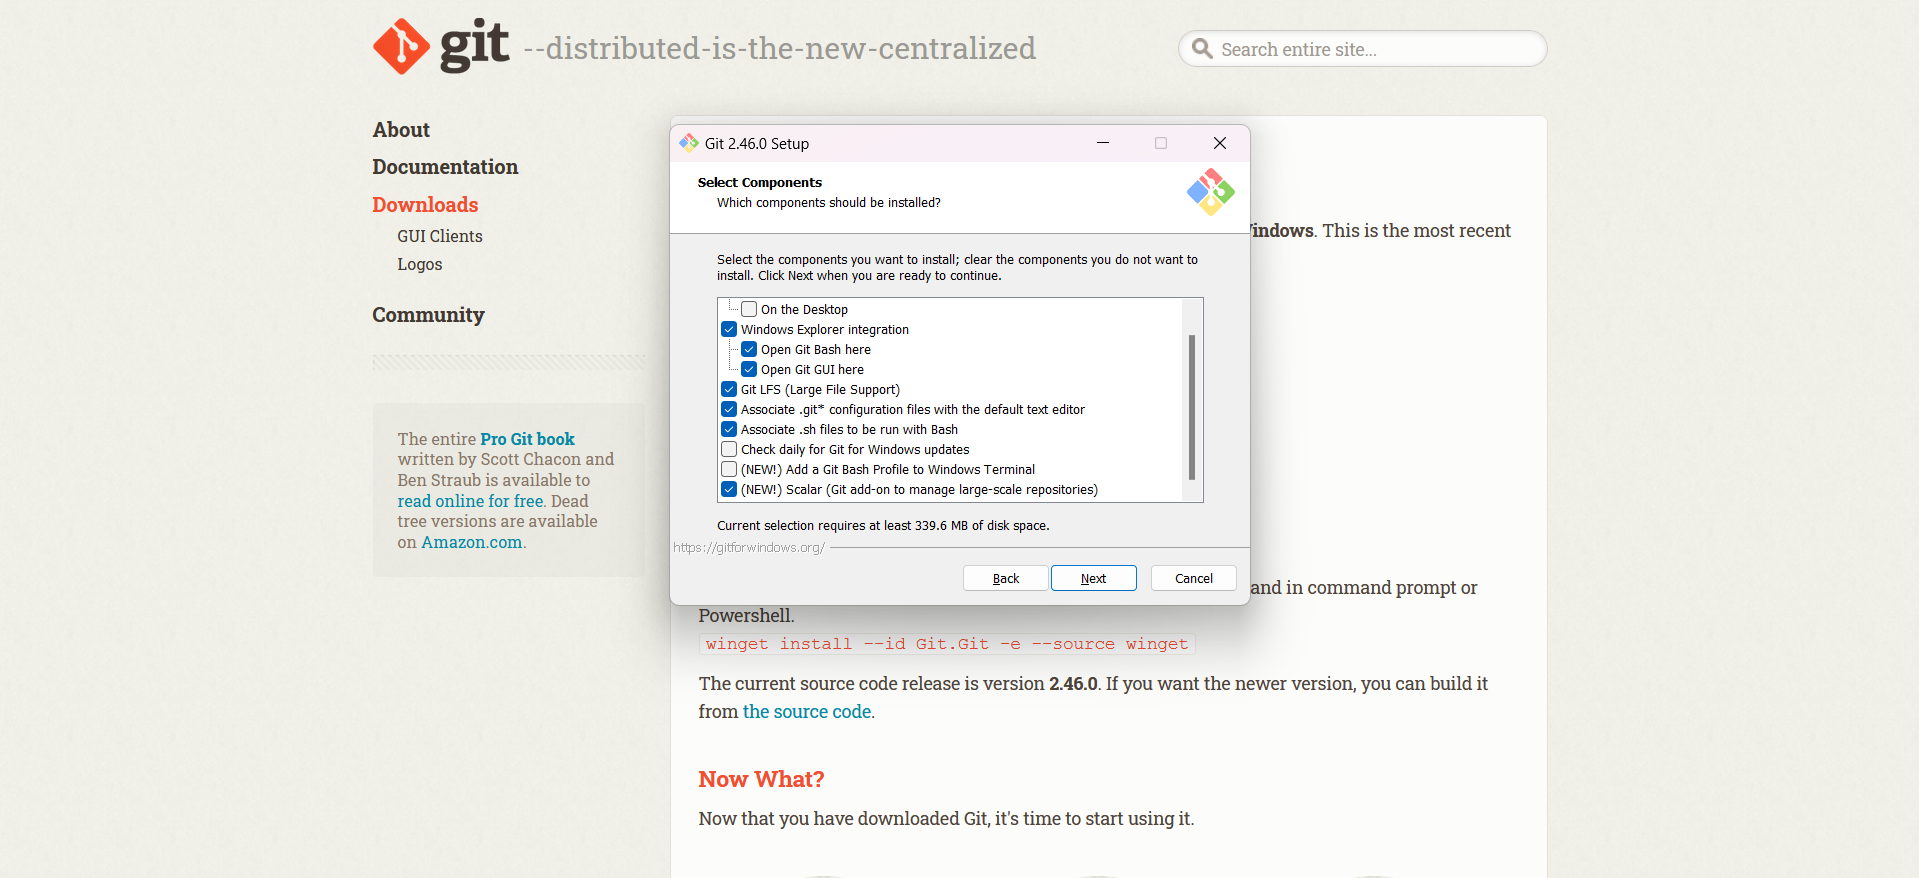 git --distributed-is-the-new-centralized
Search entire site...
About
Documentation
Downloads
GUI Clients
Logos
Community
The entire Pro Git book
written by Scott Chacon and
Ben Straub is available to
read online for free. Dead
tree versions are available
on Amazon.com.
Git 2.46.0 Setup
Select Components
Which components should be installed?
Select the components you want to install; clear the components you do not want to
install. Click Next when you are ready to continue.
On the Desktop
Windows Explorer integration
Open Git Bash here
Open Git GUI here
Git LFS (Large File Support)
Associate .git* configuration files with the default text editor
Associate .sh files to be run with Bash
Check daily for Git for Windows updates
(NEW!) Add a Git Bash Profile to Windows Terminal
(NEW!) Scalar (Git add-on to manage large-scale repositories)
Current selection requires at least 339.6 MB of disk space.
https://gitforwindows.org/
Back
Next
Cancel
Windows. This is the most recent
and in command prompt or
Powershell.
winget install --id Git.Git -e --source winget
The current source code release is version 2.46.0. If you want the newer version, you can build it
from the source code.
Now What?
Now that you have downloaded Git, it's time to start using it.